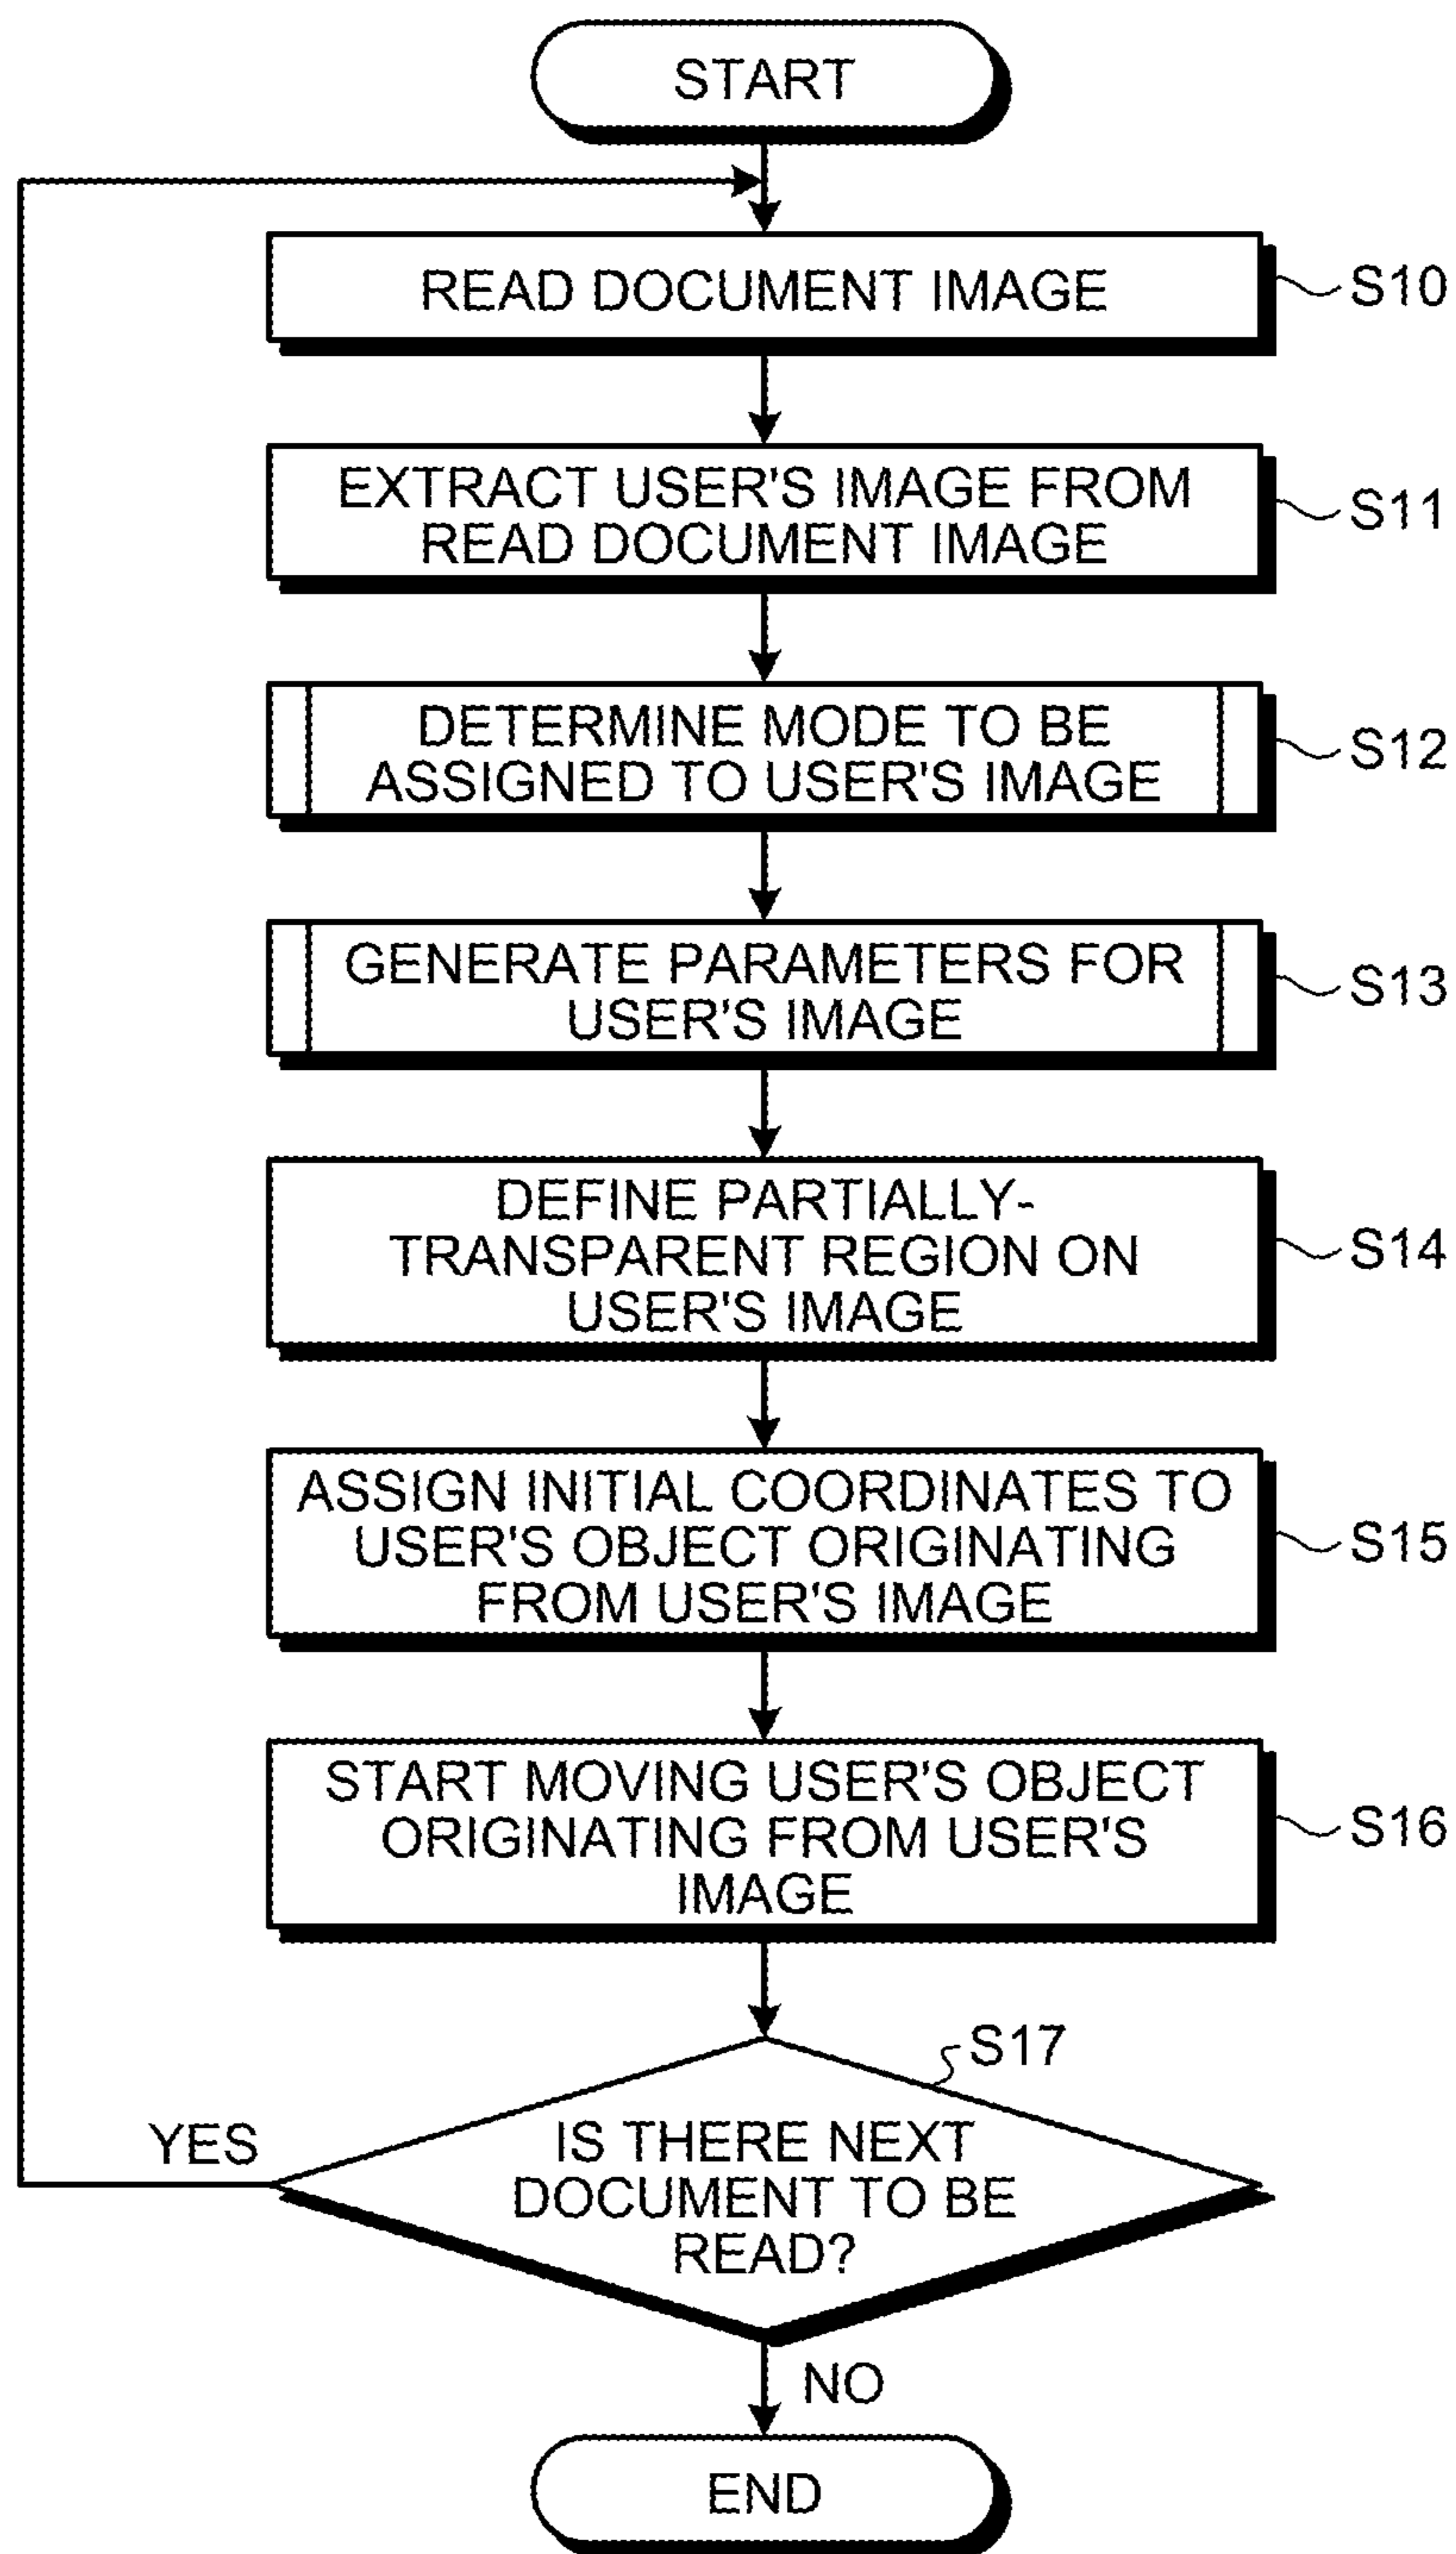 START
READ DOCUMENT IMAGE
S10
EXTRACT USER'S IMAGE FROM
READ DOCUMENT IMAGE
S11
DETERMINE MODE TO BE
ASSIGNED TO USER'S IMAGE
S12
GENERATE PARAMETERS FOR
USER'S IMAGE
S13
DEFINE PARTIALLY-
TRANSPARENT REGION ON
USER'S IMAGE
S14
ASSIGN INITIAL COORDINATES TO
USER'S OBJECT ORIGINATING
FROM USER'S IMAGE
S15
START MOVING USER'S OBJECT
ORIGINATING FROM USER'S
IMAGE
S16
S17
IS THERE NEXT
DOCUMENT TO BE
READ?
YES
NO
END